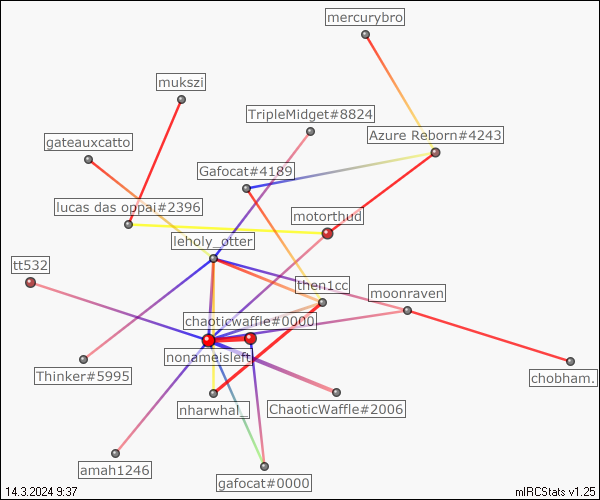 mercurybro
mukszi
TripleMidget#8824
Azure Reborn#4243
gateauxcatto
Gafocat#4189
lucas das oppai#2396
motorthud
leholy_otter
tt532
then1cc
moonraven
chaoticwaffle#0000
nonameisleft
Thinker#5995
chobham.
nharwhal_
ChaoticWaffle#2006
amah1246
gafocat#0000
14.3.2024 9:37
mIRCStats v1.25